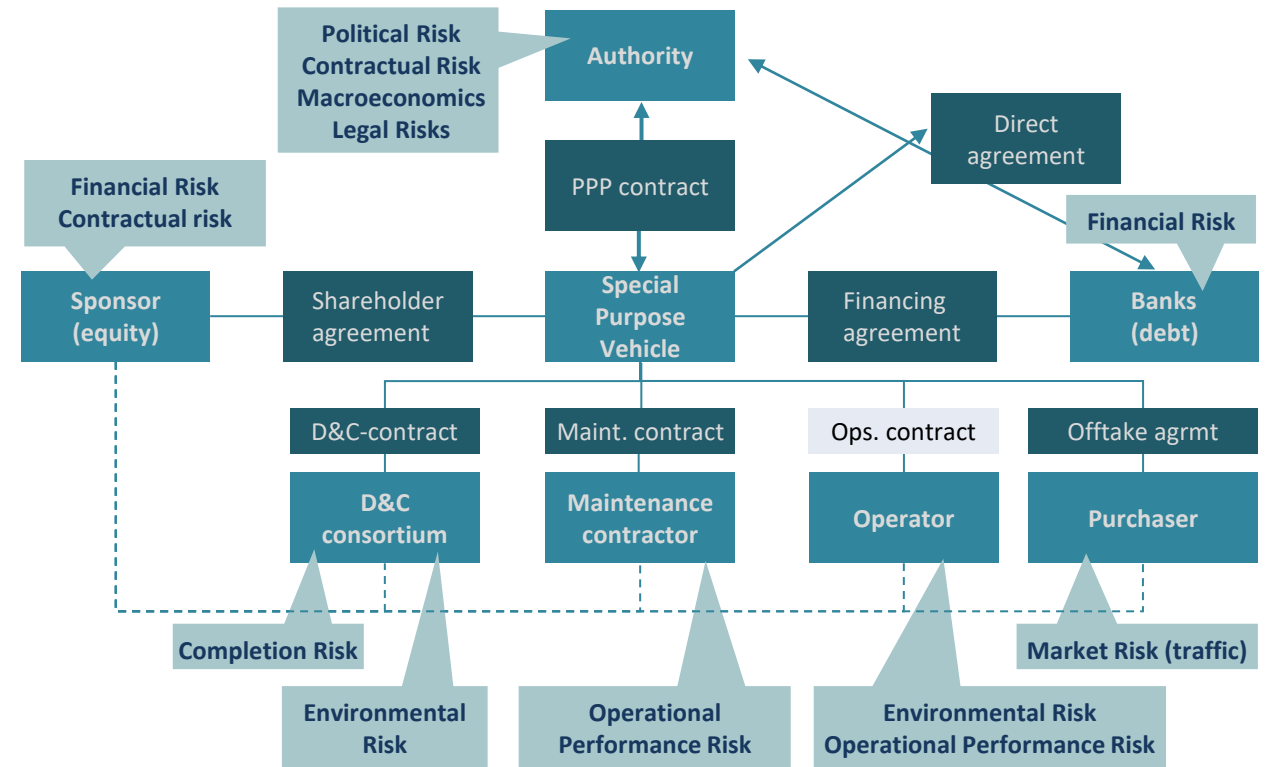 Political Risk
Contractual Risk
Macroeconomics
Legal Risks
Authority
Direct
agreement
PPP contract
Financial Risk
Contractual risk
Financial Risk
Sponsor
(equity)
Shareholder
agreement
Special
Purpose
Vehicle
Financing
agreement
Banks
(debt)
D&C-contract
Maint. contract
Ops. contract
Offtake agrmt
D&C
consortium
Maintenance
contractor
Operator
Purchaser
Completion Risk
Market Risk (traffic)
Environmental
Risk
Operational
Performance Risk
Environmental Risk
Operational Performance Risk